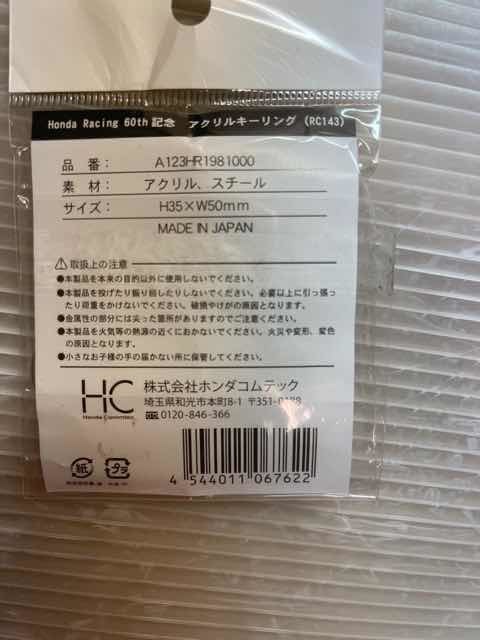 Honda Racing 60th 記念 アクリルキーリング (RC143)
品 番： A123HR1981000
素 材： アクリル、スチール
サイズ： H35×W50mm
MADE IN JAPAN
⚠取扱上の注意
●本製品を本来の目的以外に使用しないでください。
●本製品を投げたり振り回したりしないでください。必要以上に引っ張っ
たり荷重をかけないでください。破損やけがの原因となります。
●金属性の部分には尖った箇所がありますのでご注意ください。
●本製品を火気等の熱源の近くにおかないでください。火災や変形、変色
の原因となります。
●小さなお子様の手の届かない所に保管してください。
HC
Honda Comtec
株式会社ホンダコムテック
埼玉県和光市本町8-1 〒351-0188
0120-846-366
紙 プラ
4 544011 067622